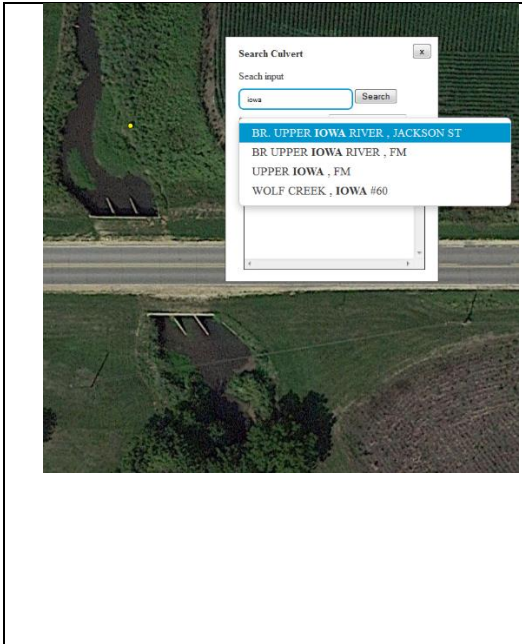 Search Culvert
x
Seach input
iowa
Search
BR. UPPER IOWA RIVER , JACKSON ST
BR UPPER IOWA RIVER , FM
UPPER IOWA , FM
WOLF CREEK , IOWA #60